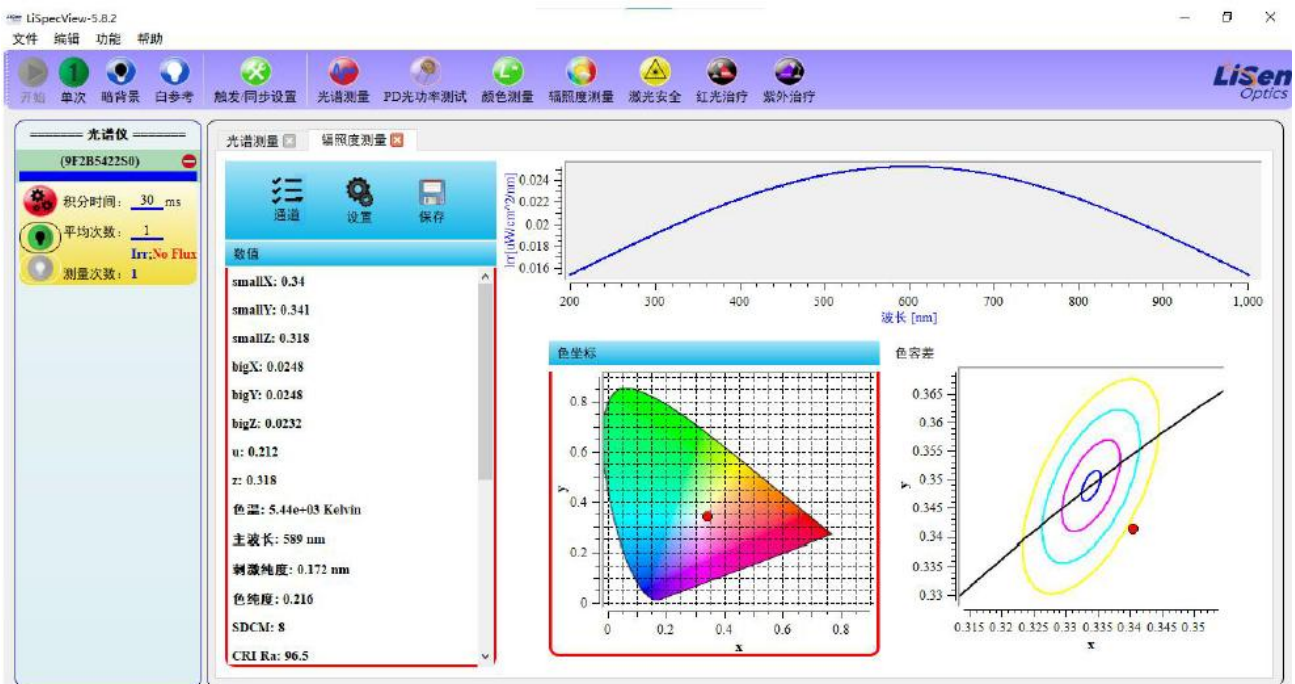 LiSpecView-5.8.2
文件 编辑 功能 帮助
开始 单次 暗背景 白参考 触发/同步设置 光谱测量 PD光功率测试 颜色测量 辐照度测量 激光安全 红光治疗 紫外治疗
LiSen
Optics
======= 光谱仪 =======
(9F2B5422S0)
积分时间: 30 ms
平均次数: 1
Irr;No Flux
测量次数: 1
光谱测量 辐照度测量
通道 设置 保存
数值
smallX: 0.34
smallY: 0.341
smallZ: 0.318
bigX: 0.0248
bigY: 0.0248
bigZ: 0.0232
u: 0.212
z: 0.318
色温: 5.44e+03 Kelvin
主波长: 589 nm
刺激纯度: 0.172 nm
色纯度: 0.216
SDCM: 8
CRI Ra: 96.5
Irr[uW/cm^2/nm]
0.024
0.022
0.02
0.018
0.016
200 300 400 500 600 700 800 900 1,000
波长 [nm]
色坐标
y
0.8
0.6
0.4
0.2
0
0 0.2 0.4 0.6 0.8
x
色容差
y
0.365
0.36
0.355
0.35
0.345
0.34
0.335
0.33
0.315 0.32 0.325 0.33 0.335 0.34 0.345 0.35
x